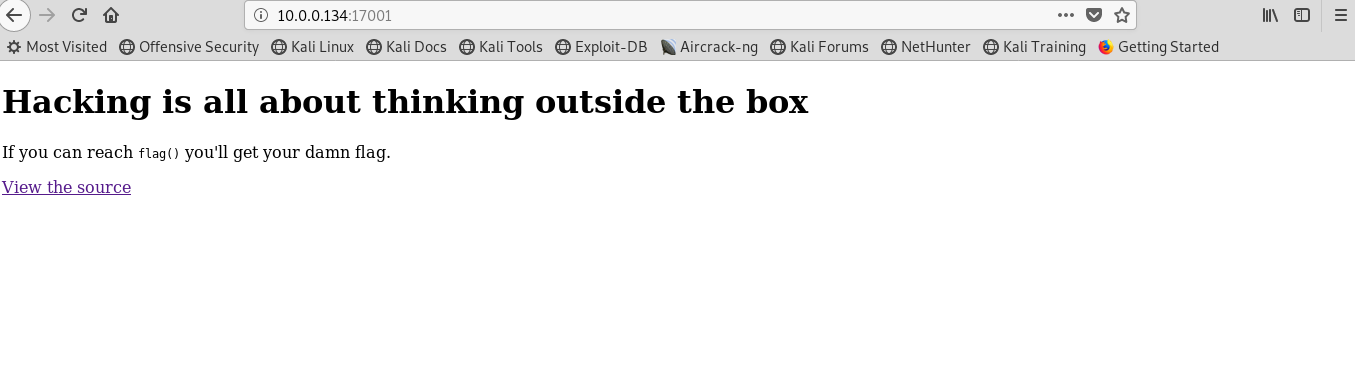 10.0.0.134:17001
Most Visited Offensive Security Kali Linux Kali Docs Kali Tools Exploit-DB Aircrack-ng Kali Forums NetHunter Kali Training Getting Started
Hacking is all about thinking outside the box
If you can reach flag() you'll get your damn flag.
View the source